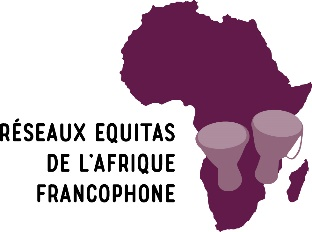 RÉSEAUX EQUITAS
DE L'AFRIQUE
FRANCOPHONE